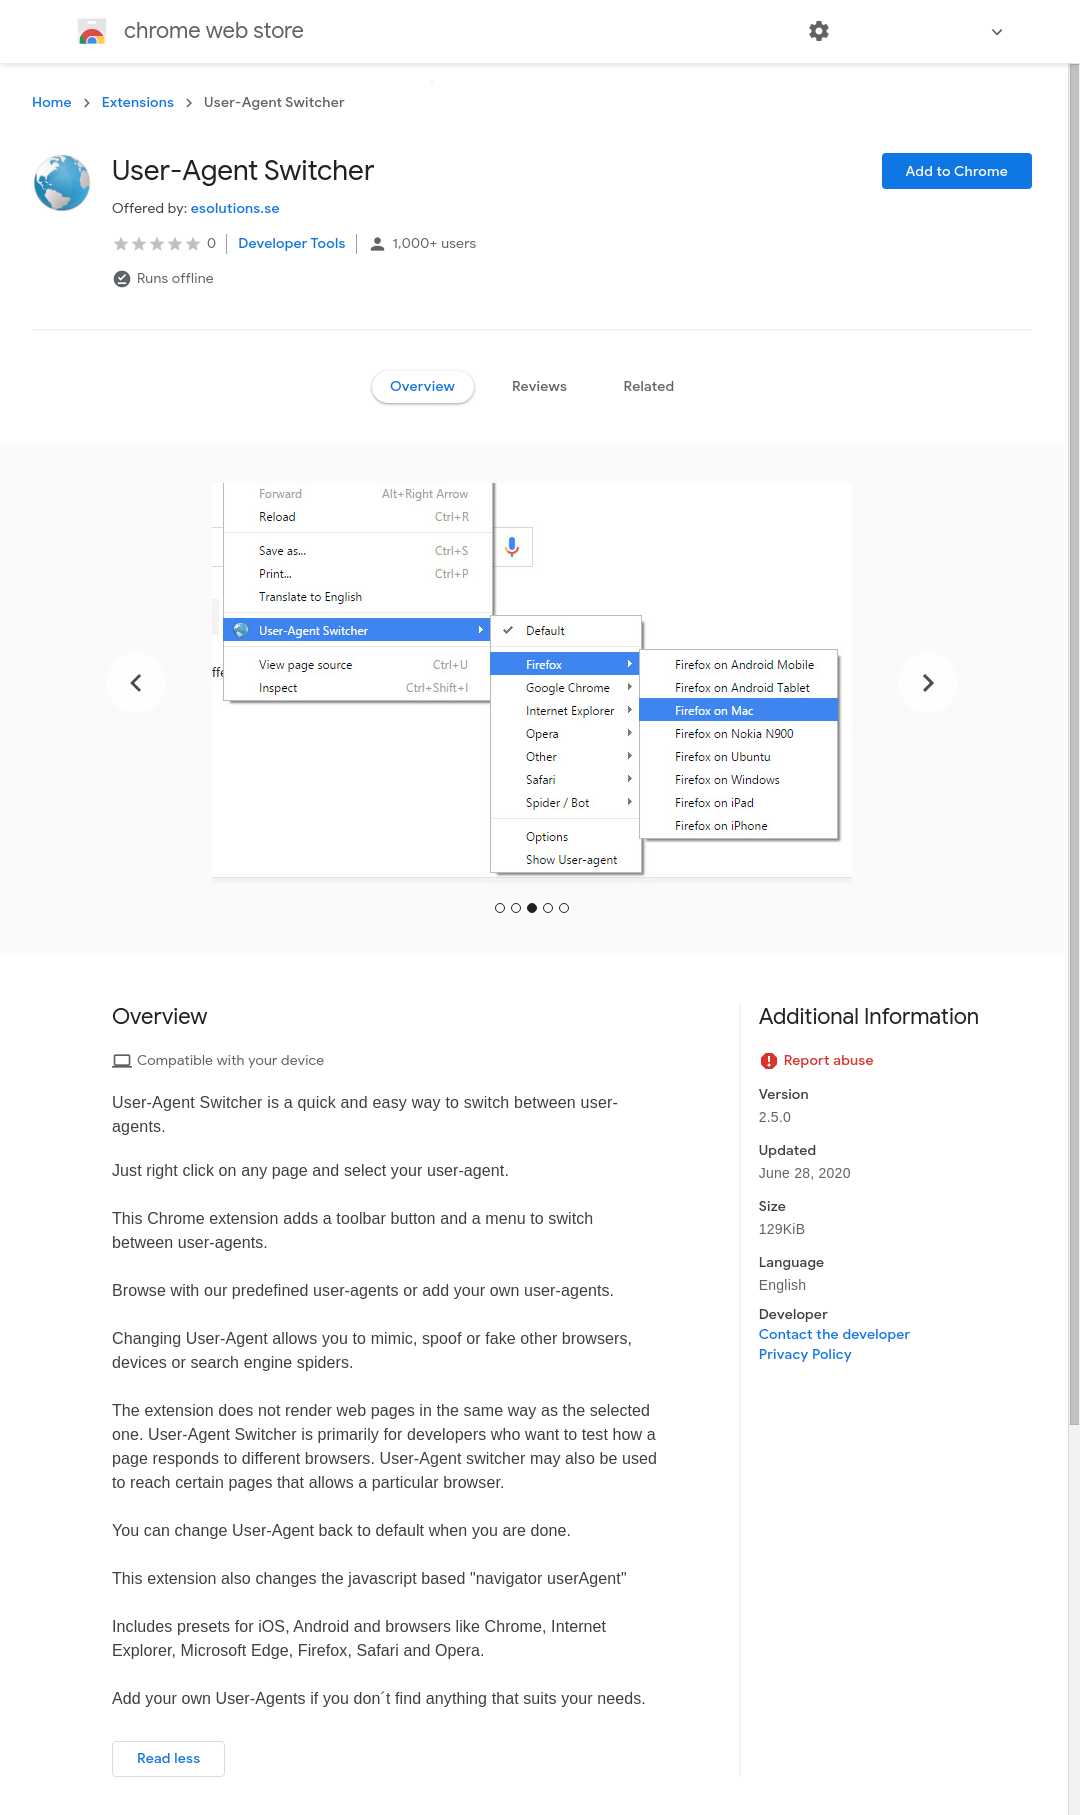 chrome web store
Home > Extensions > User-Agent Switcher
User-Agent Switcher
Add to Chrome
Offered by: esolutions.se
0 Developer Tools 1,000+ users
Runs offline
Overview Reviews Related
Forward Alt+Right Arrow
Reload Ctrl+R
Save as... Ctrl+S
Print... Ctrl+P
Translate to English
User-Agent Switcher
View page source Ctrl+U
Inspect Ctrl+Shift+I
Default
Firefox
Google Chrome
Internet Explorer
Opera
Other
Safari
Spider / Bot
Options
Show User-agent
Firefox on Android Mobile
Firefox on Android Tablet
Firefox on Mac
Firefox on Nokia N900
Firefox on Ubuntu
Firefox on Windows
Firefox on iPad
Firefox on iPhone
Overview
Compatible with your device
User-Agent Switcher is a quick and easy way to switch between user-
agents.
Just right click on any page and select your user-agent.
This Chrome extension adds a toolbar button and a menu to switch
between user-agents.
Browse with our predefined user-agents or add your own user-agents.
Changing User-Agent allows you to mimic, spoof or fake other browsers,
devices or search engine spiders.
The extension does not render web pages in the same way as the selected
one. User-Agent Switcher is primarily for developers who want to test how a
page responds to different browsers. User-Agent switcher may also be used
to reach certain pages that allows a particular browser.
You can change User-Agent back to default when you are done.
This extension also changes the javascript based "navigator userAgent"
Includes presets for iOS, Android and browsers like Chrome, Internet
Explorer, Microsoft Edge, Firefox, Safari and Opera.
Add your own User-Agents if you don´t find anything that suits your needs.
Read less
Additional Information
Report abuse
Version
2.5.0
Updated
June 28, 2020
Size
129KiB
Language
English
Developer
Contact the developer
Privacy Policy